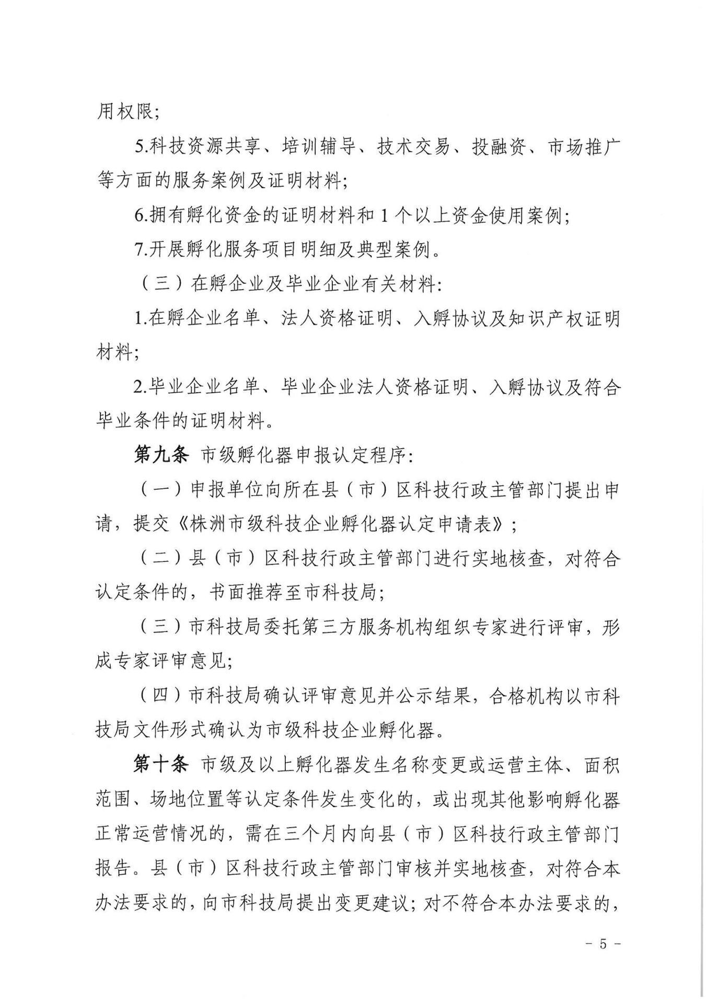 用权限；
5.科技资源共享、培训辅导、技术交易、投融资、市场推广
等方面的服务案例及证明材料；
6.拥有孵化资金的证明材料和 1 个以上资金使用案例；
7.开展孵化服务项目明细及典型案例。
（三）在孵企业及毕业企业有关材料：
1.在孵企业名单、法人资格证明、入孵协议及知识产权证明
材料；
2.毕业企业名单、毕业企业法人资格证明、入孵协议及符合
毕业条件的证明材料。
第九条 市级孵化器申报认定程序：
（一）申报单位向所在县（市）区科技行政主管部门提出申
请，提交《株洲市级科技企业孵化器认定申请表》；
（二）县（市）区科技行政主管部门进行实地核查，对符合
认定条件的，书面推荐至市科技局；
（三）市科技局委托第三方服务机构组织专家进行评审，形
成专家评审意见；
（四）市科技局确认评审意见并公示结果，合格机构以市科
技局文件形式确认为市级科技企业孵化器。
第十条 市级及以上孵化器发生名称变更或运营主体、面积
范围、场地位置等认定条件发生变化的，或出现其他影响孵化器
正常运营情况的，需在三个月内向县（市）区科技行政主管部门
报告。县（市）区科技行政主管部门审核并实地核查，对符合本
办法要求的，向市科技局提出变更建议；对不符合本办法要求的，
- 5 -